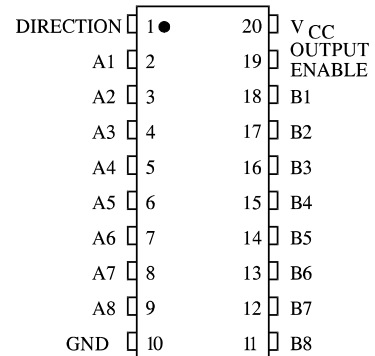 DIRECTION 1 20 VCC
A1 2 19 OUTPUT ENABLE
A2 3 18 B1
A3 4 17 B2
A4 5 16 B3
A5 6 15 B4
A6 7 14 B5
A7 8 13 B6
A8 9 12 B7
GND 10 11 B8